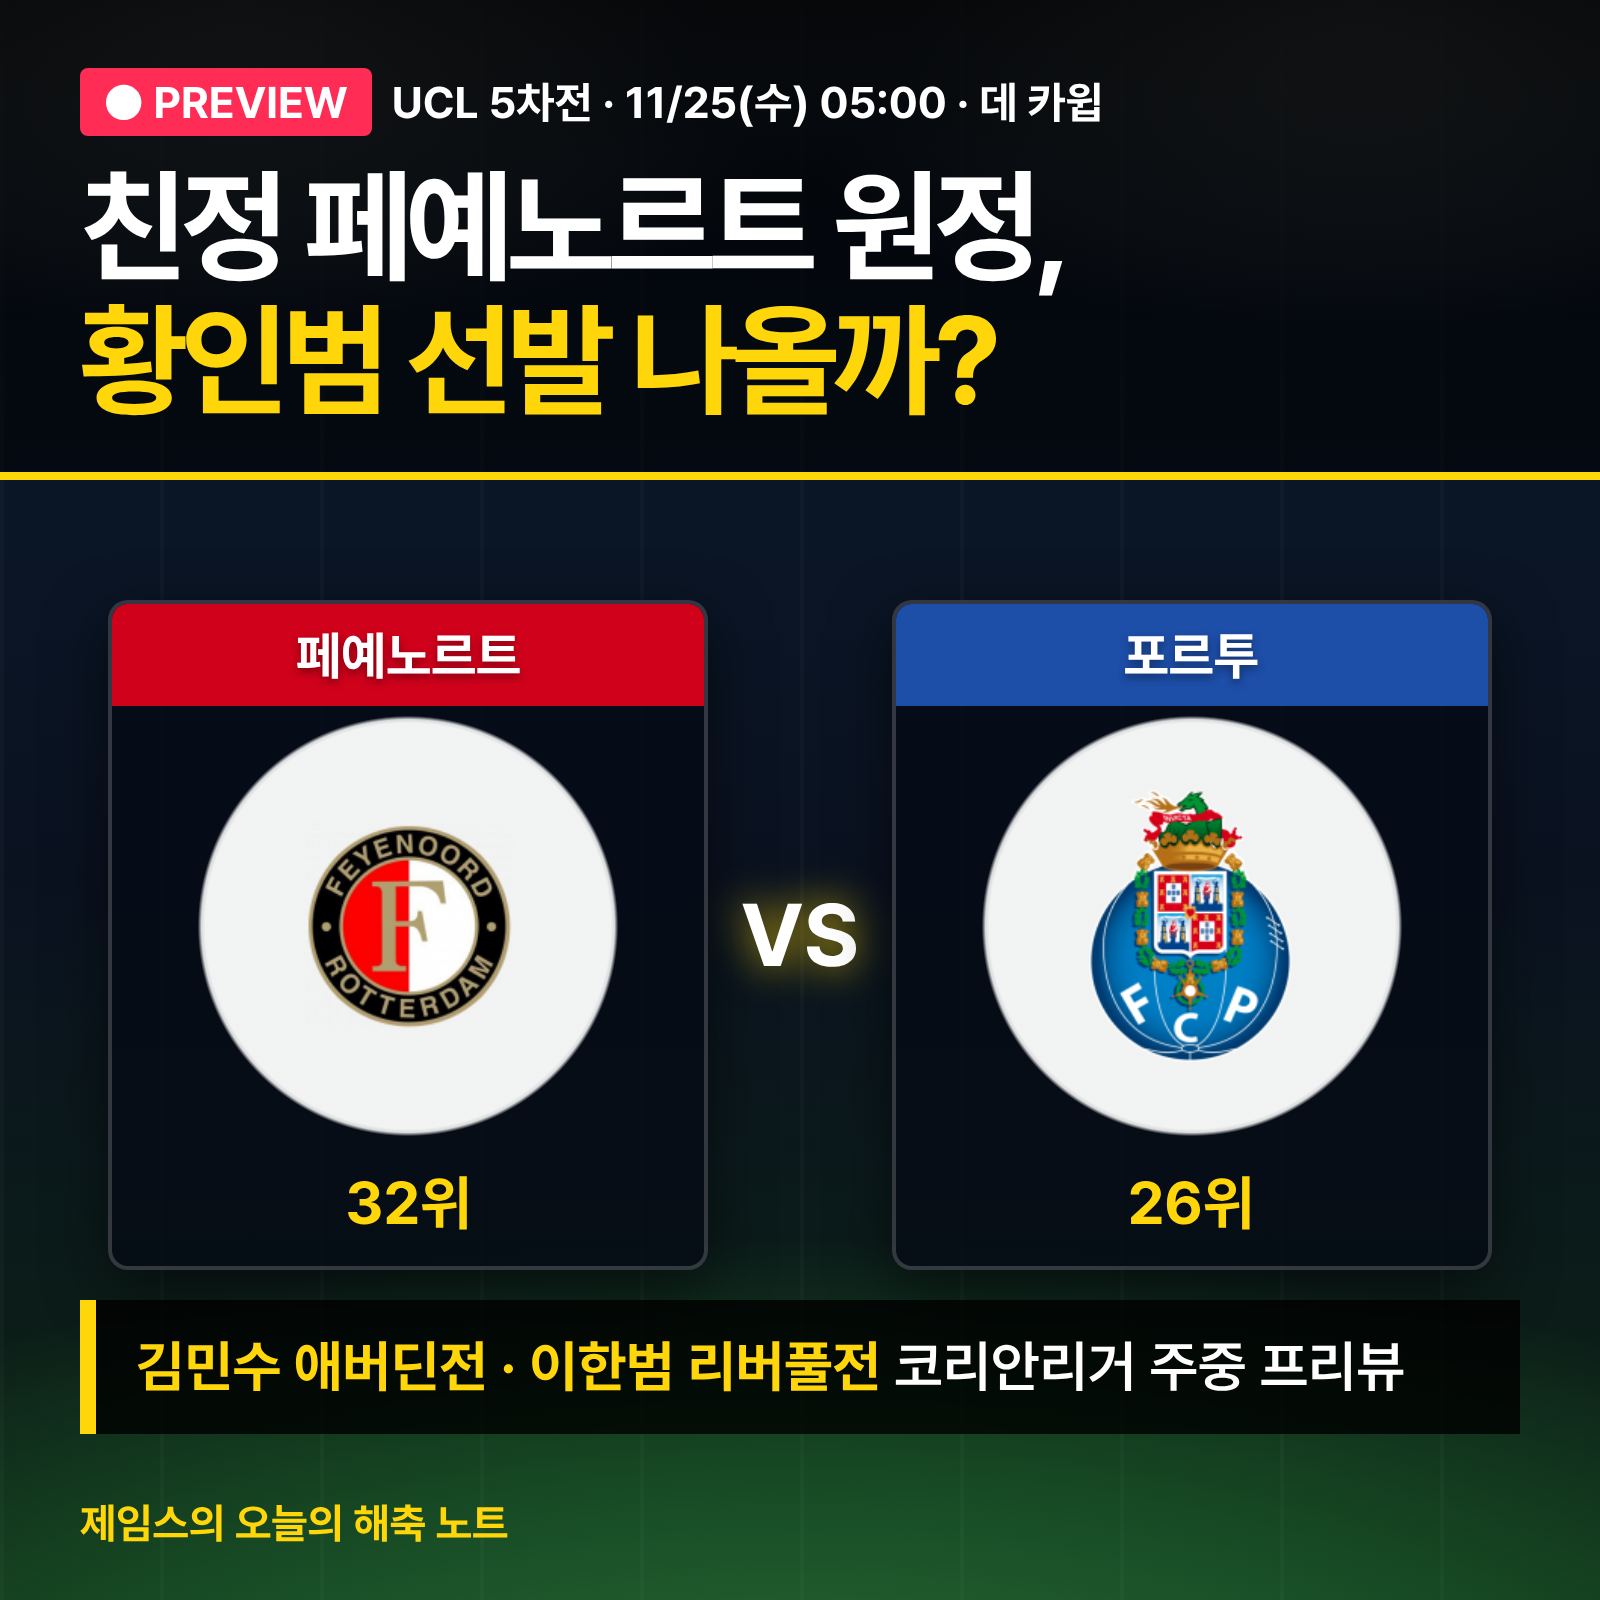 PREVIEW UCL 5차전 · 11/25(수) 05:00 · 데 카윕
친정 페예노르트 원정,
황인범 선발 나올까?
페예노르트
포르투
FEYENOORD
F
ROTTERDAM
VS
INVICTA
F C P
32위
26위
김민수 애버딘전 · 이한범 리버풀전 코리안리거 주중 프리뷰
제임스의 오늘의 해축 노트